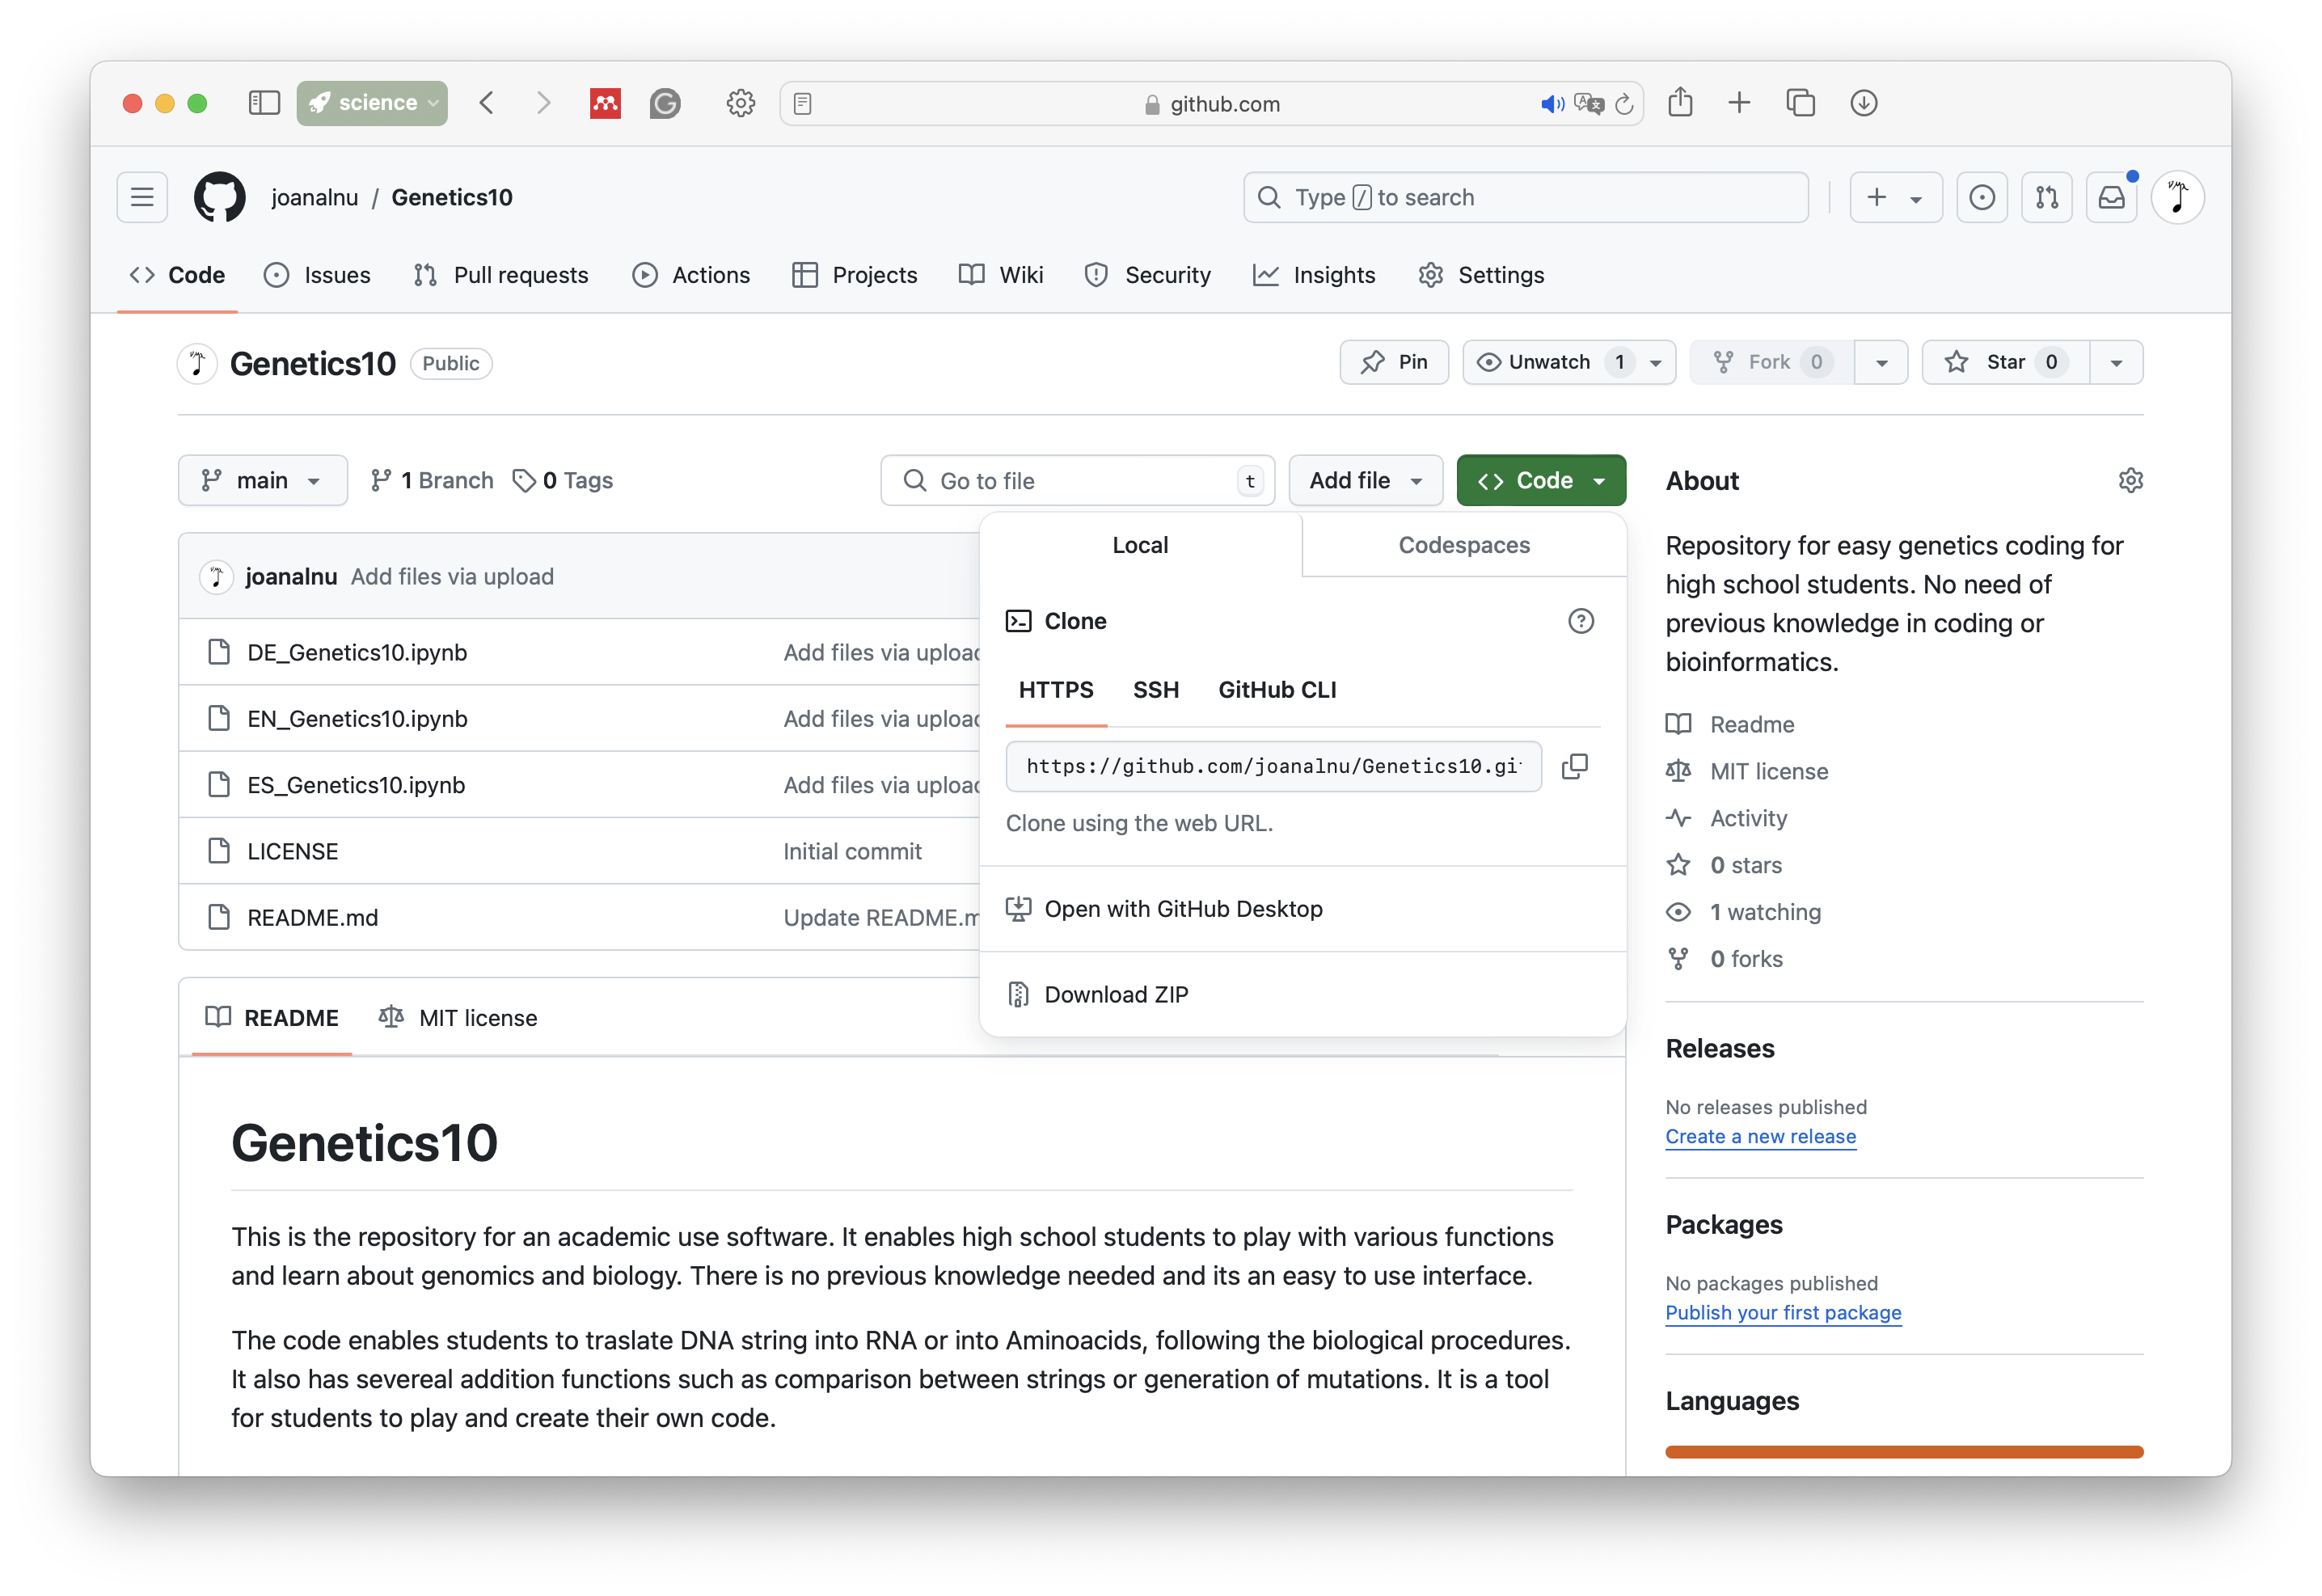 science
github.com
joanalnu / Genetics10
Type / to search
Code Issues Pull requests Actions Projects Wiki Security Insights Settings
Genetics10 Public
Pin Unwatch 1 Fork 0 Star 0
main 1 Branch 0 Tags
Go to file t Add file Code
Local Codespaces
Clone
HTTPS SSH GitHub CLI
https://github.com/joanalnu/Genetics10.gi
Clone using the web URL.
Open with GitHub Desktop
Download ZIP
joanalnu Add files via upload
DE_Genetics10.ipynb Add files via upload
EN_Genetics10.ipynb Add files via upload
ES_Genetics10.ipynb Add files via upload
LICENSE Initial commit
README.md Update README.m
README MIT license
Genetics10
This is the repository for an academic use software. It enables high school students to play with various functions
and learn about genomics and biology. There is no previous knowledge needed and its an easy to use interface.
The code enables students to traslate DNA string into RNA or into Aminoacids, following the biological procedures.
It also has severeal addition functions such as comparison between strings or generation of mutations. It is a tool
for students to play and create their own code.
About
Repository for easy genetics coding for
high school students. No need of
previous knowledge in coding or
bioinformatics.
Readme
MIT license
Activity
0 stars
1 watching
0 forks
Releases
No releases published
Create a new release
Packages
No packages published
Publish your first package
Languages